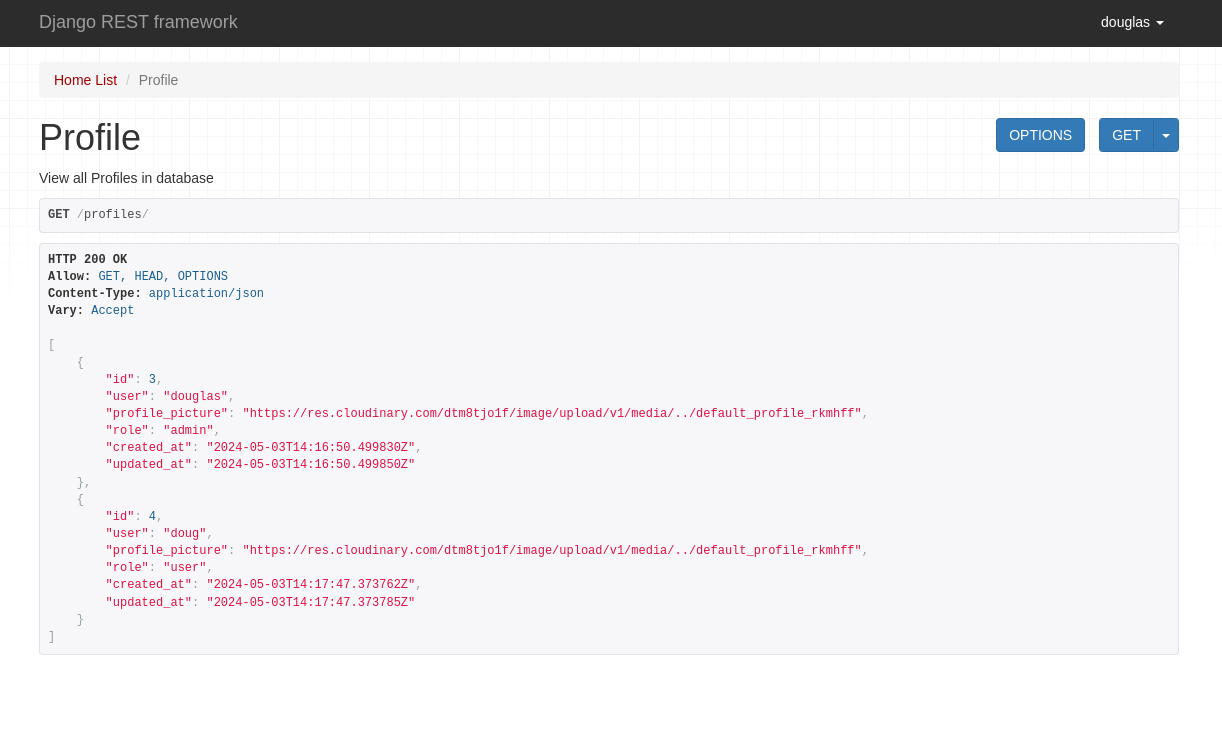 Django REST framework
douglas
Home List / Profile
Profile
OPTIONS
GET
View all Profiles in database
GET /profiles/
HTTP 200 OK
Allow: GET, HEAD, OPTIONS
Content-Type: application/json
Vary: Accept
[
    {
        "id": 3,
        "user": "douglas",
        "profile_picture": "https://res.cloudinary.com/dtm8tjo1f/image/upload/v1/media/../default_profile_rkmhff",
        "role": "admin",
        "created_at": "2024-05-03T14:16:50.499830Z",
        "updated_at": "2024-05-03T14:16:50.499850Z"
    },
    {
        "id": 4,
        "user": "doug",
        "profile_picture": "https://res.cloudinary.com/dtm8tjo1f/image/upload/v1/media/../default_profile_rkmhff",
        "role": "user",
        "created_at": "2024-05-03T14:17:47.373762Z",
        "updated_at": "2024-05-03T14:17:47.373785Z"
    }
]